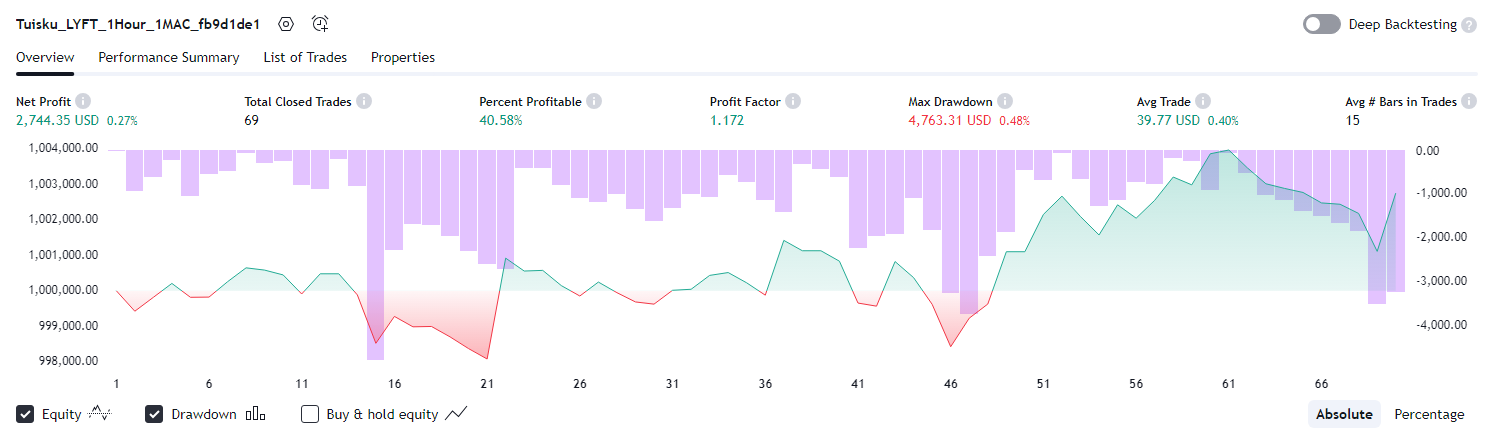 Tuisku_LYFT_1Hour_1MAC_fb9d1de1
Deep Backtesting ?
Overview Performance Summary List of Trades Properties
Net Profit Total Closed Trades Percent Profitable Profit Factor Max Drawdown Avg Trade Avg # Bars in Trades
2,744.35 USD 0.27% 69 40.58% 1.172 4,763.31 USD 0.48% 39.77 USD 0.40% 15
1,004,000.00 0.00
1,003,000.00 -1,000.00
1,002,000.00 -2,000.00
1,001,000.00
1,000,000.00 -3,000.00
999,000.00 -4,000.00
998,000.00
1 6 11 16 21 26 31 36 41 46 51 56 61 66
Equity Drawdown Buy & hold equity Absolute Percentage